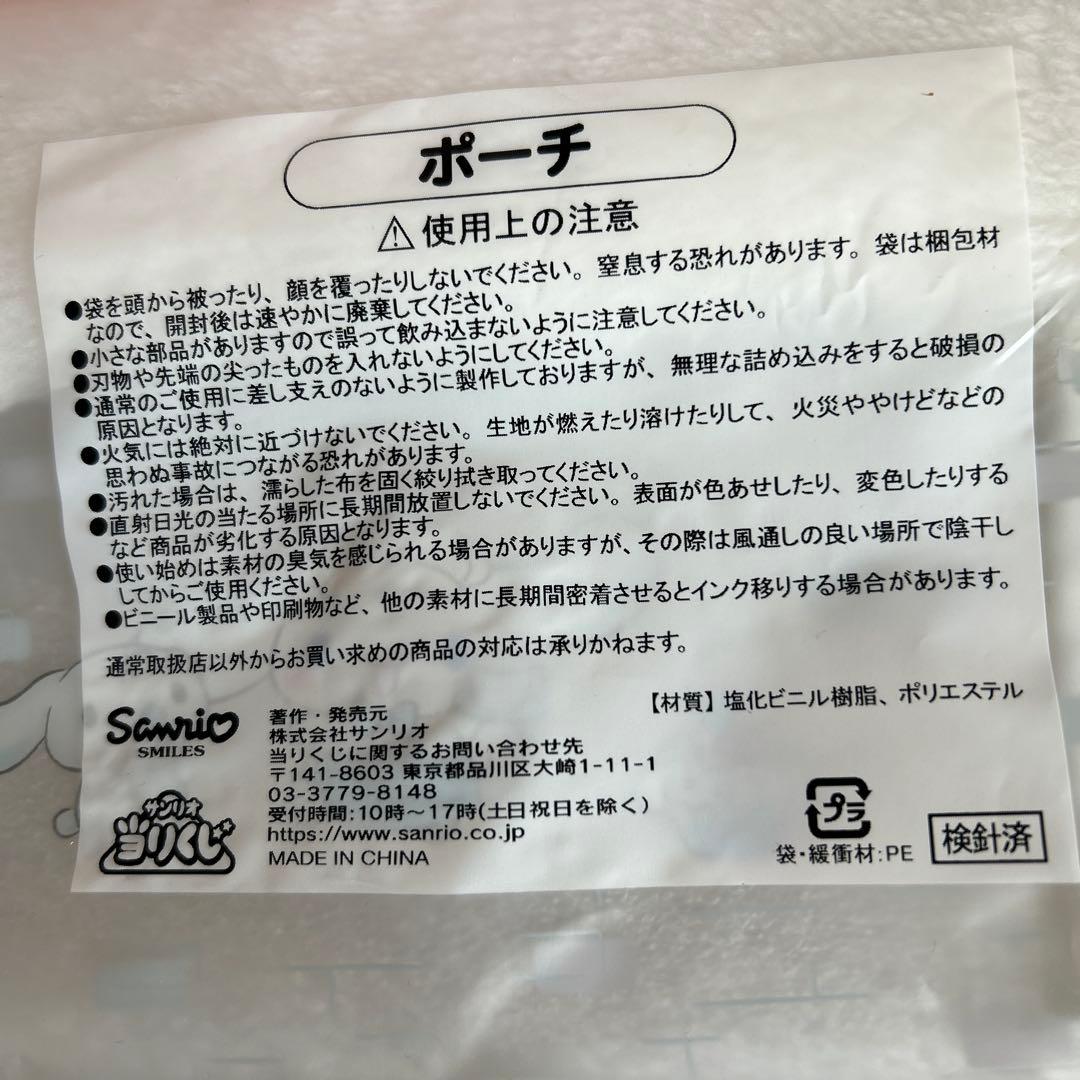 ポーチ
⚠使用上の注意
●袋を頭から被ったり、顔を覆ったりしないでください。窒息する恐れがあります。袋は梱包材
なので、開封後は速やかに廃棄してください。
●小さな部品がありますので誤って飲み込まないように注意してください。
●刃物や先端の尖ったものを入れないようにしてください。
●通常のご使用に差し支えのないように製作しておりますが、無理な詰め込みをすると破損の
原因となります。
●火気には絶対に近づけないでください。生地が燃えたり溶けたりして、火災ややけどなどの
思わぬ事故につながる恐れがあります。
●汚れた場合は、濡らした布を固く絞り拭き取ってください。
●直射日光の当たる場所に長期間放置しないでください。表面が色あせしたり、変色したりする
など商品が劣化する原因となります。
●使い始めは素材の臭気を感じられる場合がありますが、その際は風通しの良い場所で陰干し
してからご使用ください。
●ビニール製品や印刷物など、他の素材に長期間密着させるとインク移りする場合があります。
通常取扱店以外からお買い求めの商品の対応は承りかねます。
【材質】塩化ビニル樹脂、ポリエステル
Sanrio
SMILES
サンリオ
当りくじ
著作・発売元
株式会社サンリオ
当りくじに関するお問い合わせ先
〒141-8603 東京都品川区大崎1-11-1
03-3779-8148
受付時間:10時～17時(土日祝日を除く)
https://www.sanrio.co.jp
MADE IN CHINA
プラ
袋・緩衝材:PE
検針済